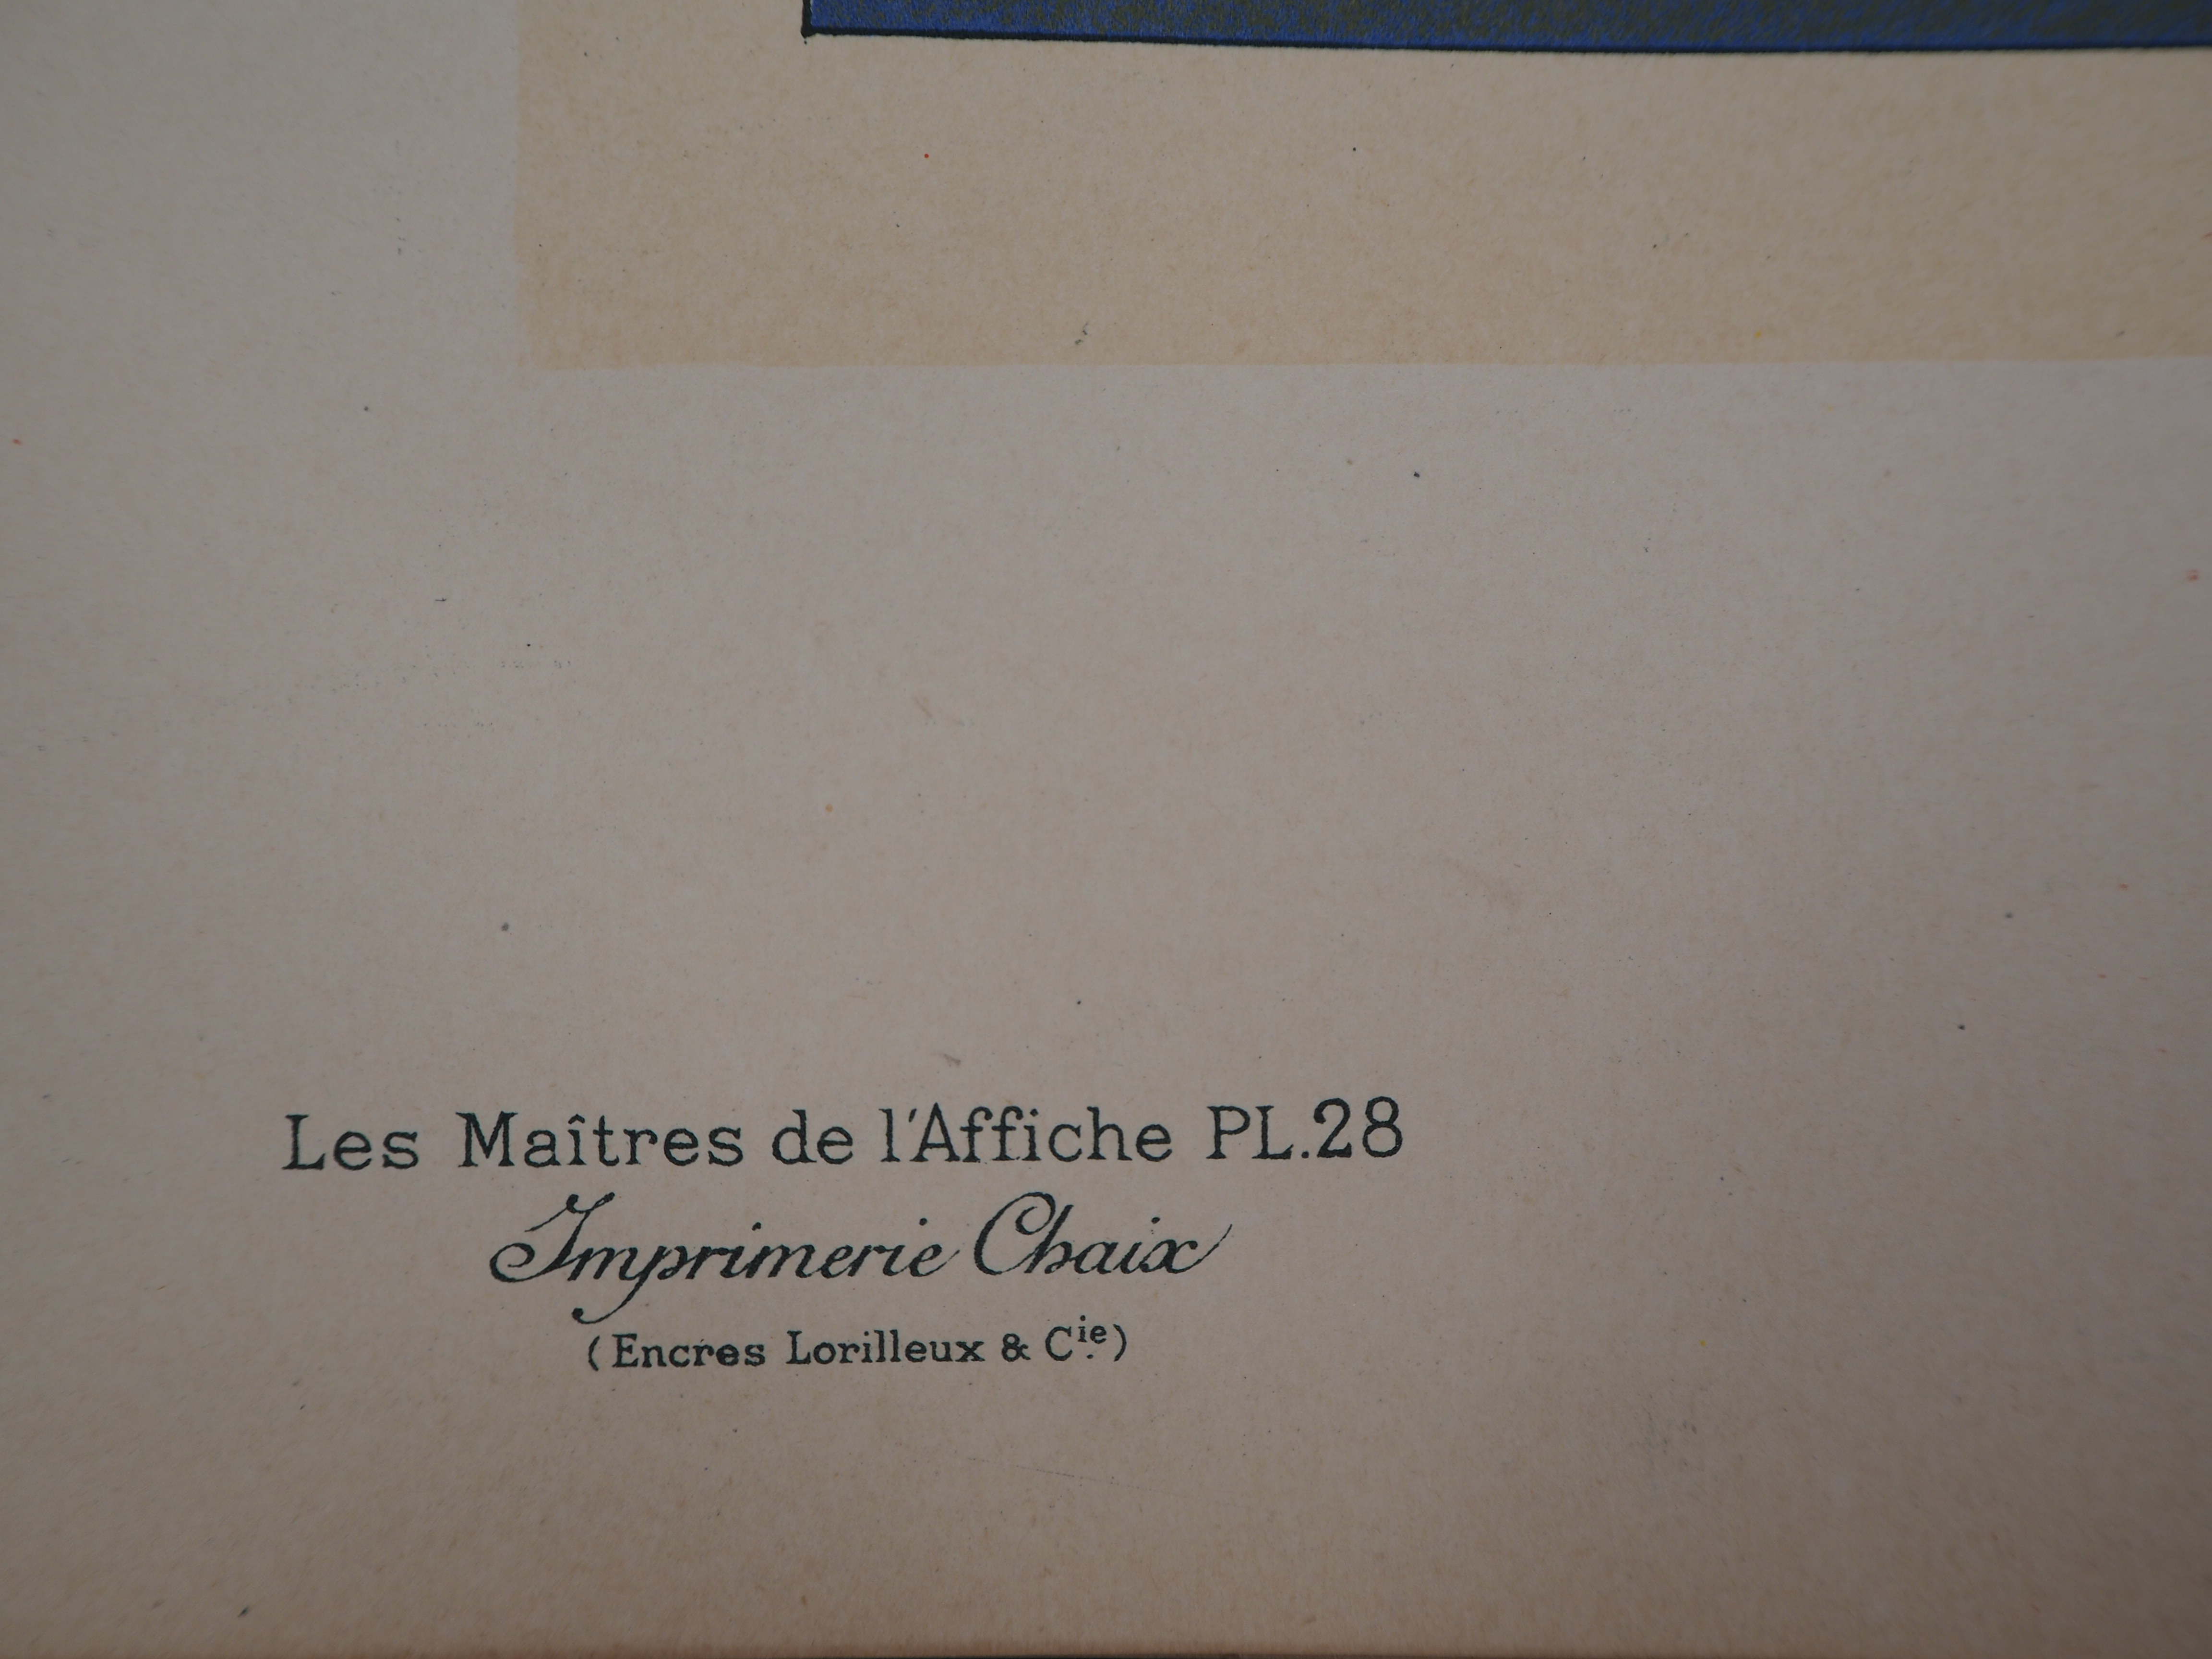 Les Maîtres de l'Affiche PL.28
Imprimerie Chaix
(Encres Lorilleux & Cie)